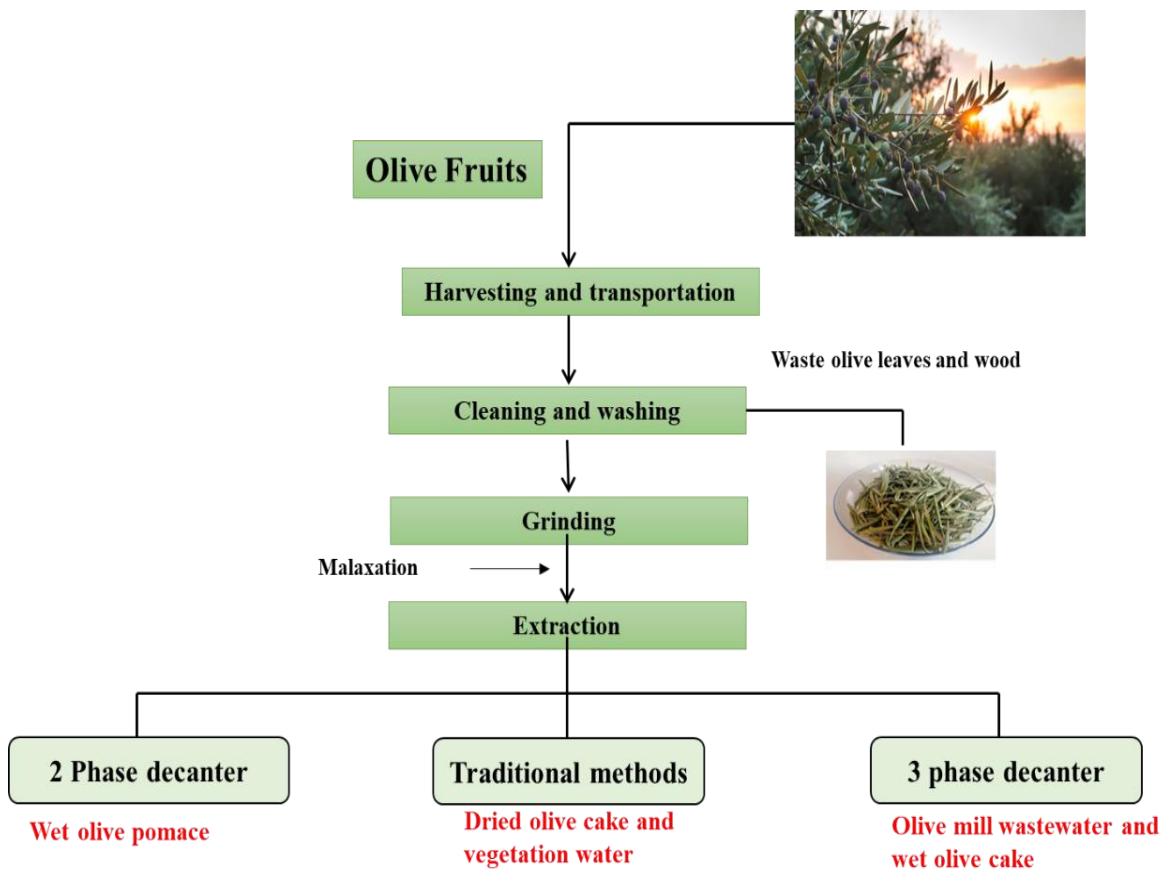 Olive Fruits
Harvesting and transportation
Waste olive leaves and wood
Cleaning and washing
Grinding
Malaxation
Extraction
2 Phase decanter
Wet olive pomace
Traditional methods
Dried olive cake and
vegetation water
3 phase decanter
Olive mill wastewater and
wet olive cake